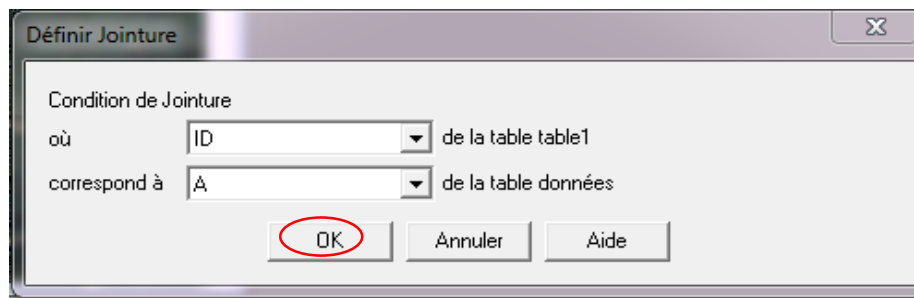 Définir Jointure
Condition de Jointure
où ID de la table table1
correspond à A de la table données
OK Annuler Aide